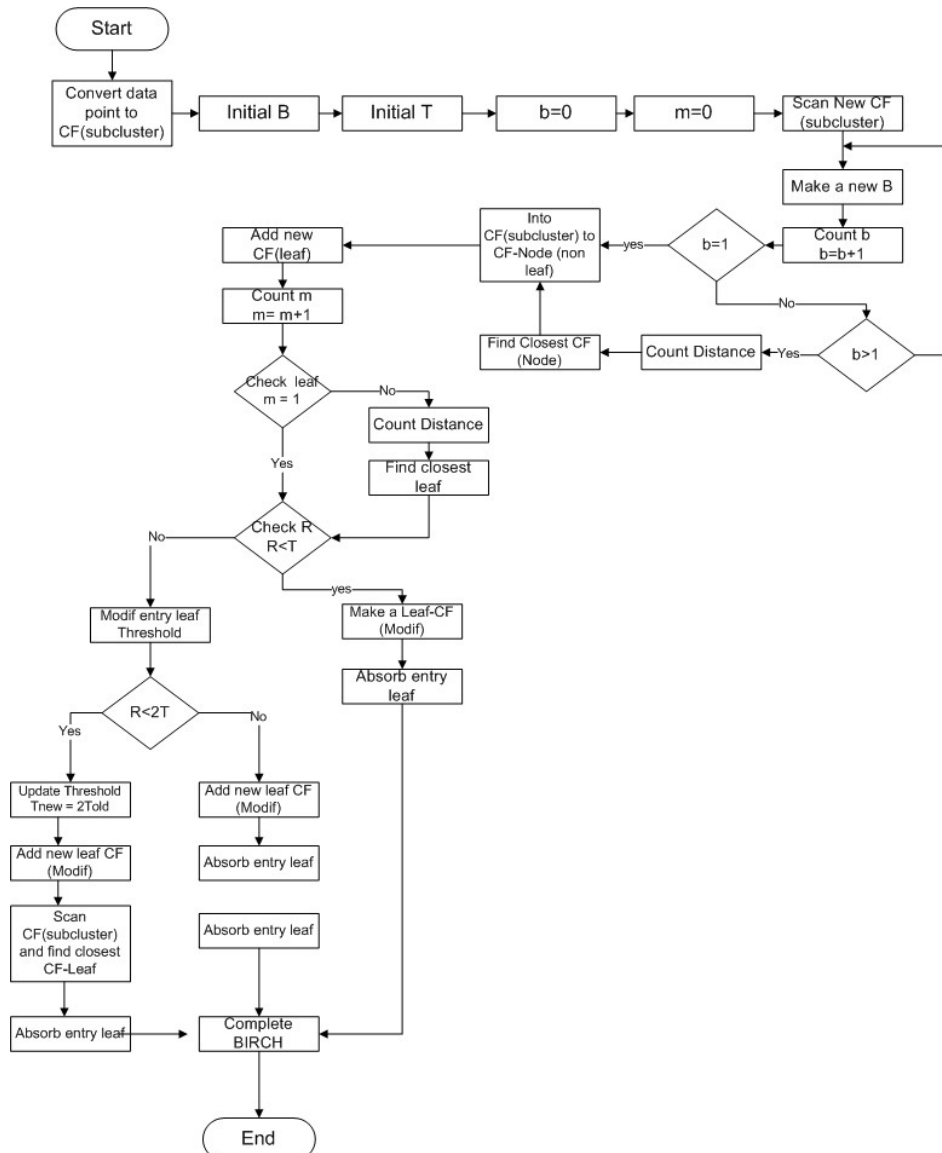 Start
Convert data
point to
CF(subcluster)
Initial B
Initial T
b=0
m=0
Scan New CF
(subcluster)
Make a new B
Count b
b=b+1
b=1
yes
Into
CF(subcluster) to
CF-Node (non
leaf)
Add new
CF(leaf)
No
b>1
Yes
Count Distance
Find Closest CF
(Node)
Count m
m= m+1
Check leaf
m = 1
No
Count Distance
Find closest
leaf
Yes
Check R
R<T
No
yes
Make a Leaf-CF
(Modif)
Absorb entry
leaf
Modif entry leaf
Threshold
R<2T
Yes
No
Update Threshold
Tnew = 2Told
Add new leaf CF
(Modif)
Add new leaf CF
(Modif)
Absorb entry leaf
Scan
CF(subcluster)
and find closest
CF-Leaf
Absorb entry leaf
Absorb entry leaf
Complete
BIRCH
End